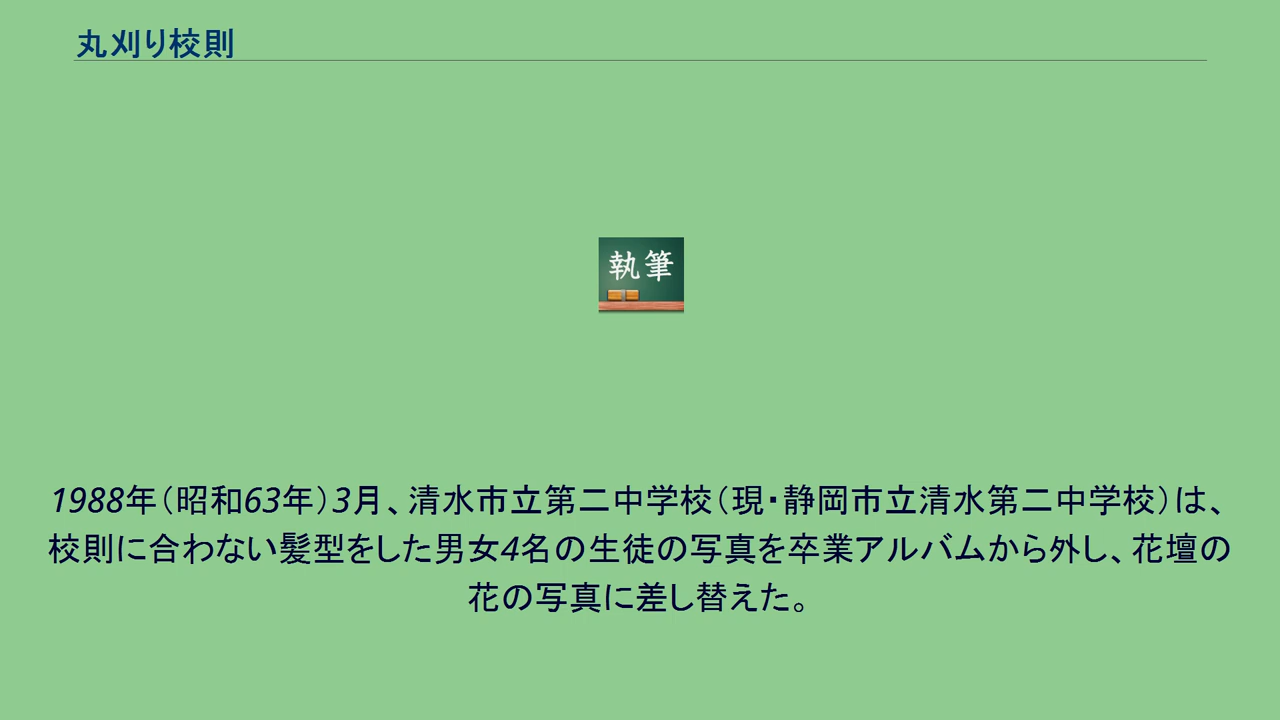 丸刈り校則
執筆
1988年（昭和63年）3月、清水市立第二中学校（現・静岡市立清水第二中学校）は、
校則に合わない髪型をした男女4名の生徒の写真を卒業アルバムから外し、花壇の
花の写真に差し替えた。